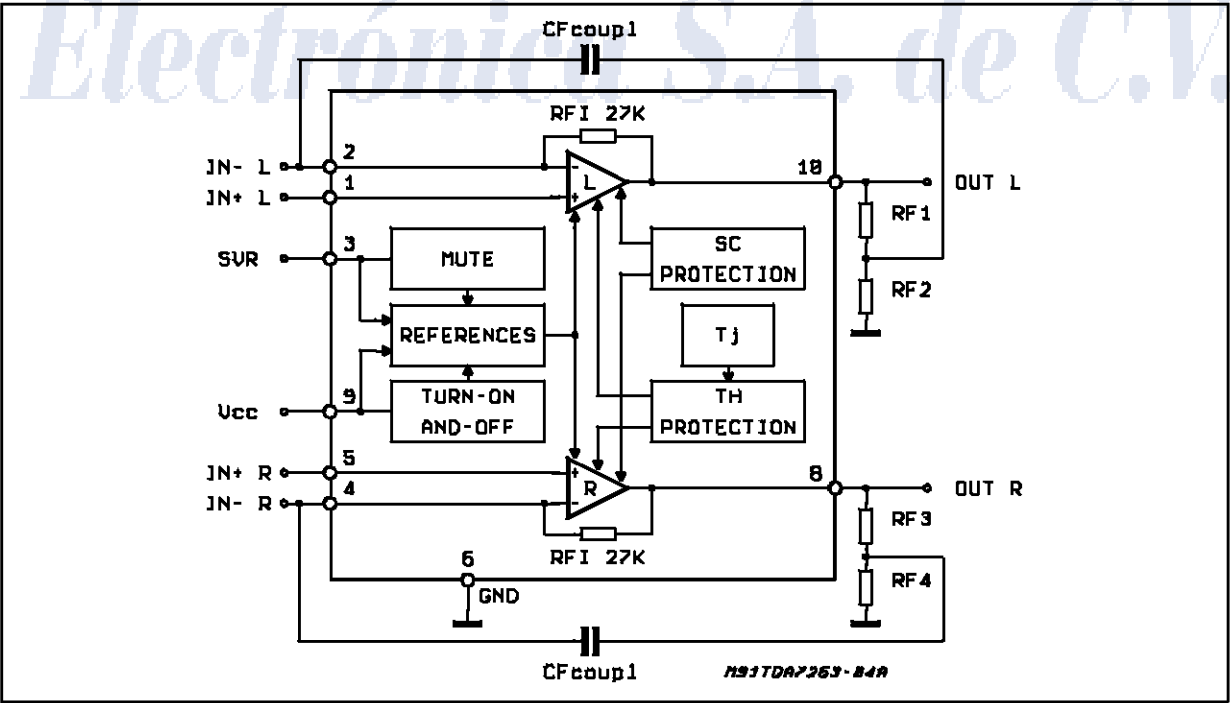 Electrónica S.A. de C.V.
CFcoupl
RFI 27K
IN- L
2
-
L
10
OUT L
IN+ L
1
+
RF1
SVR
3
MUTE
SC
PROTECTION
RF2
REFERENCES
Tj
Vcc
9
TURN-ON
AND-OFF
TH
PROTECTION
IN+ R
5
+
R
8
OUT R
IN- R
4
-
RF3
RFI 27K
6
GND
RF4
CFcoupl
M93TDA7263-04A